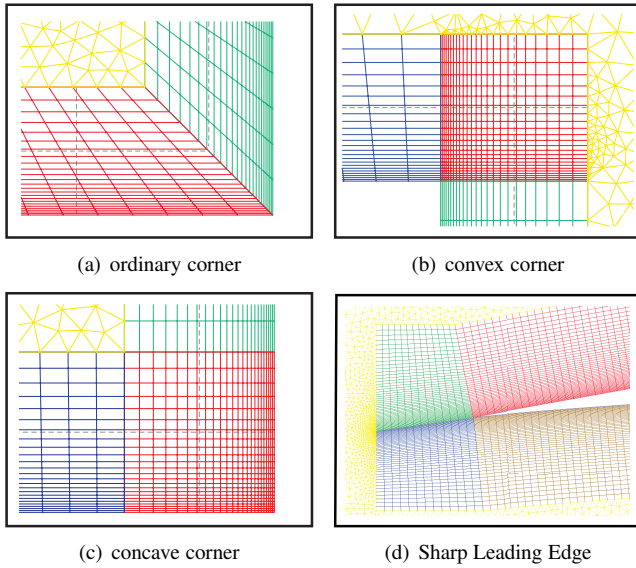 (a) ordinary corner
(b) convex corner
(c) concave corner
(d) Sharp Leading Edge